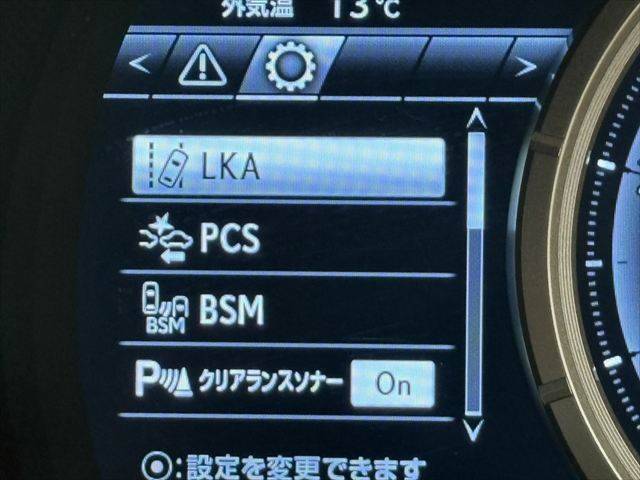 外気温 13℃
LKA
PCS
BSM BSM
P クリアランスソナー On
⦿:設定を変更できます